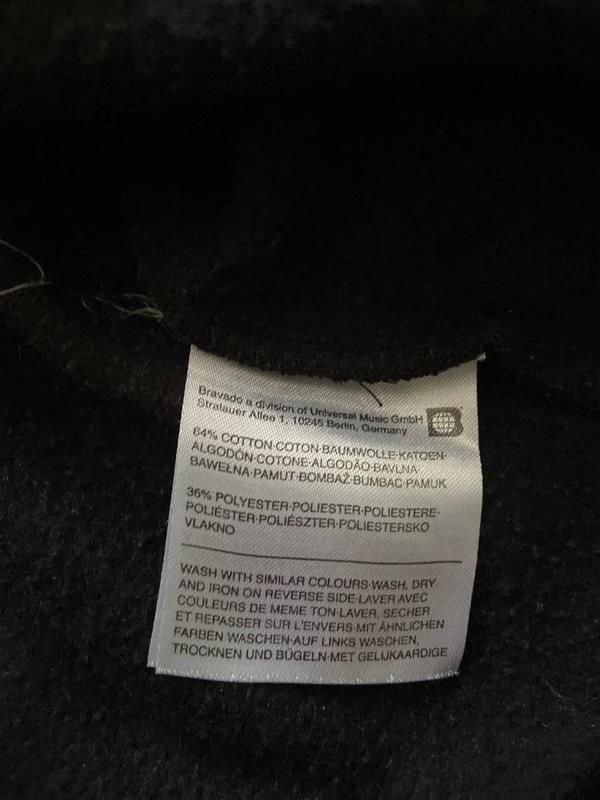 Bravado a division of Universal Music GmbH
Stralauer Allee 1, 10245 Berlin, Germany
B
64% COTTON·COTON·BAUMWOLLE·KATOEN·
ALGODÓN·COTONE·ALGODÃO·BAVLNA·
BAWEŁNA·PAMUT·BOMBAŽ·BUMBAC·PAMUK
36% POLYESTER·POLIESTER·POLIESTERE·
POLIÉSTER·POLIÉSZTER·POLIESTERSKO
VLAKNO
WASH WITH SIMILAR COLOURS·WASH, DRY
AND IRON ON REVERSE SIDE·LAVER AVEC
COULEURS DE MEME TON·LAVER, SECHER
ET REPASSER SUR L'ENVERS·MIT ÄHNLICHEN
FARBEN WASCHEN·AUF LINKS WASCHEN,
TROCKNEN UND BÜGELN·MET GELIJKAARDIGE